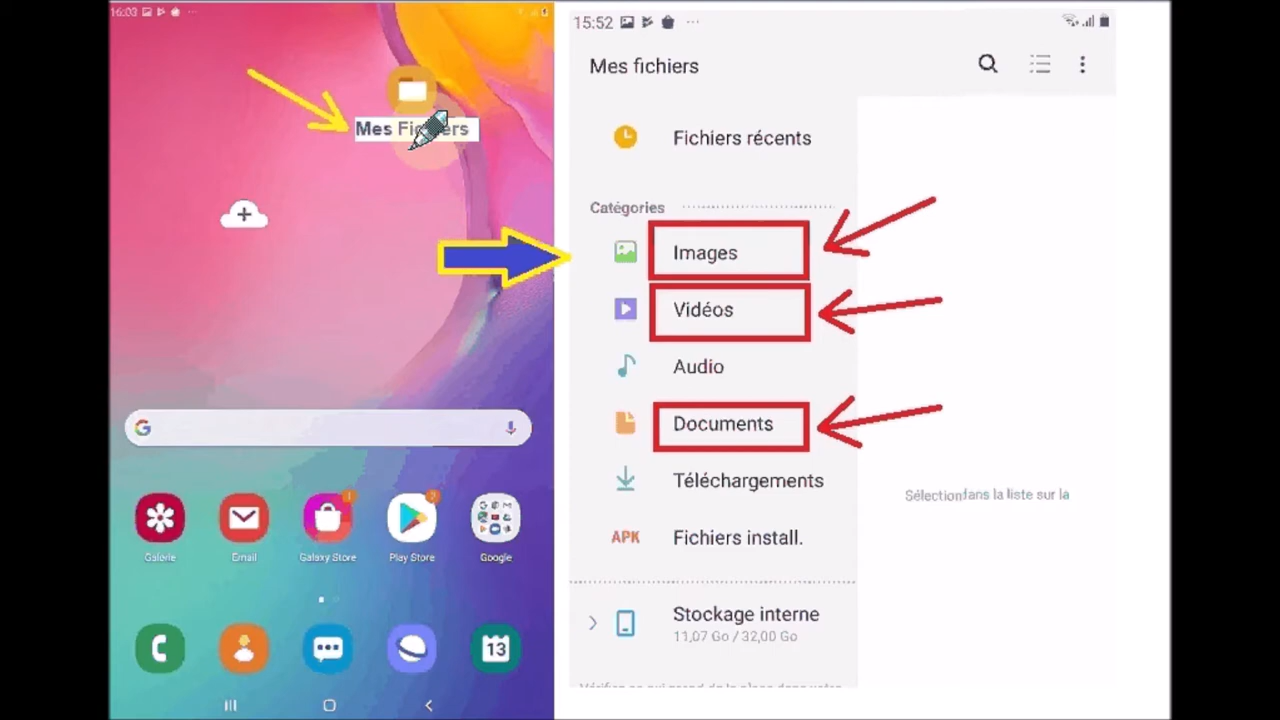 16:03
Mes Fichiers
Galerie
Email
Galaxy Store
Play Store
Google
13
15:52
Mes fichiers
Fichiers récents
Catégories
Images
Vidéos
Audio
Documents
Téléchargements
APK
Fichiers install.
Stockage interne
11,07 Go / 32,00 Go
Sélection dans la liste sur la